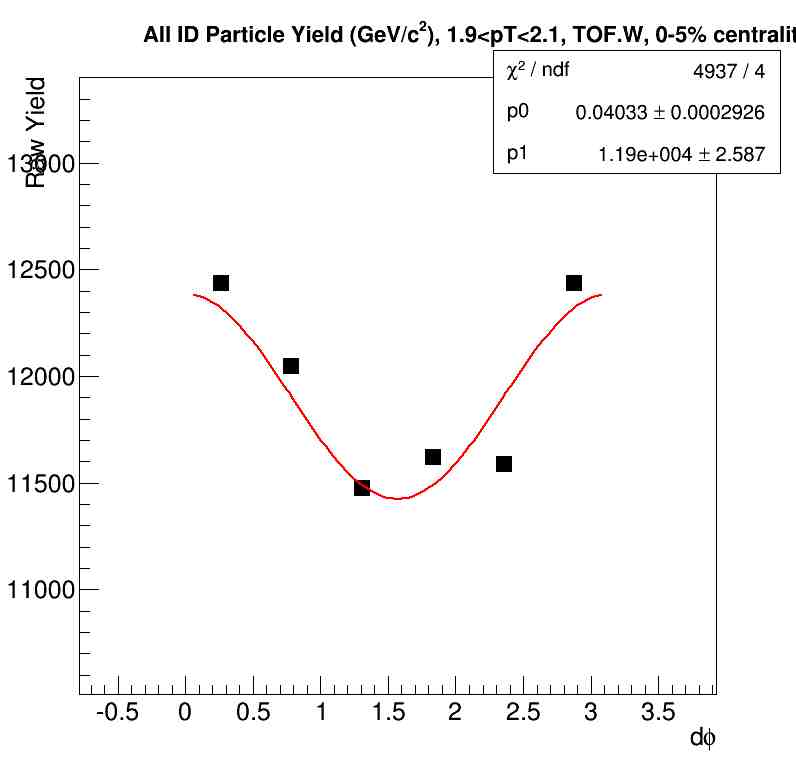 All ID Particle Yield (GeV/c²), 1.9<pT<2.1, TOF.W, 0-5% centralit
χ² / ndf 4937 / 4
p0 0.04033 ± 0.0002926
p1 1.19e+004 ± 2.587
Raw Yield
13000
12500
12000
11500
11000
-0.5 0 0.5 1 1.5 2 2.5 3 3.5
dϕ